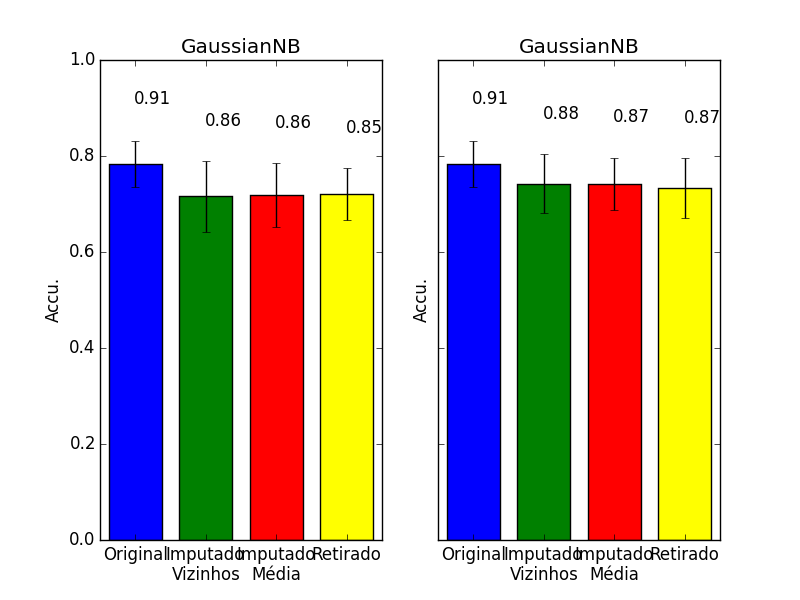 GaussianNB
1.0
0.8
0.6
0.4
0.2
0.0
Accu.
0.91
0.86
0.86
0.85
Original
Imputado
Vizinhos
Imputado
Média
Retirado
GaussianNB
Accu.
0.91
0.88
0.87
0.87
Original
Imputado
Vizinhos
Imputado
Média
Retirado